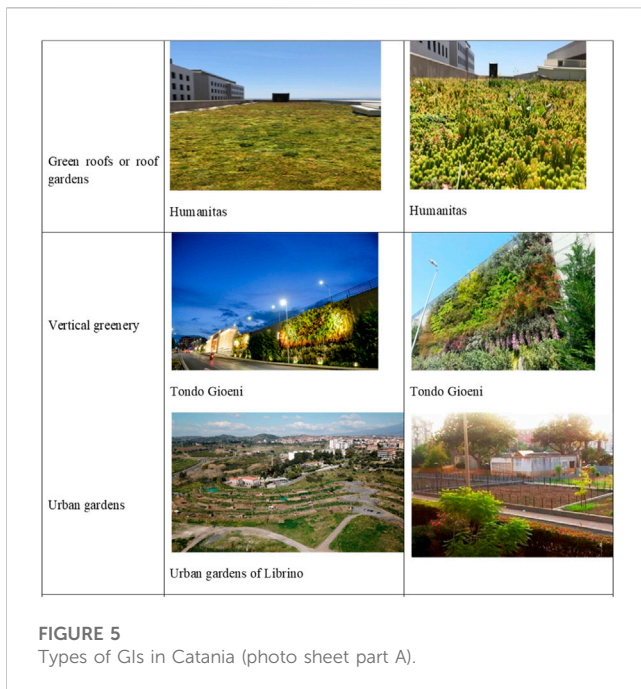 Green roofs or roof
gardens
Humanitas
Humanitas
Vertical greenery
Tondo Gioeni
Tondo Gioeni
Urban gardens
Urban gardens of Librino
FIGURE 5
Types of GIs in Catania (photo sheet part A).